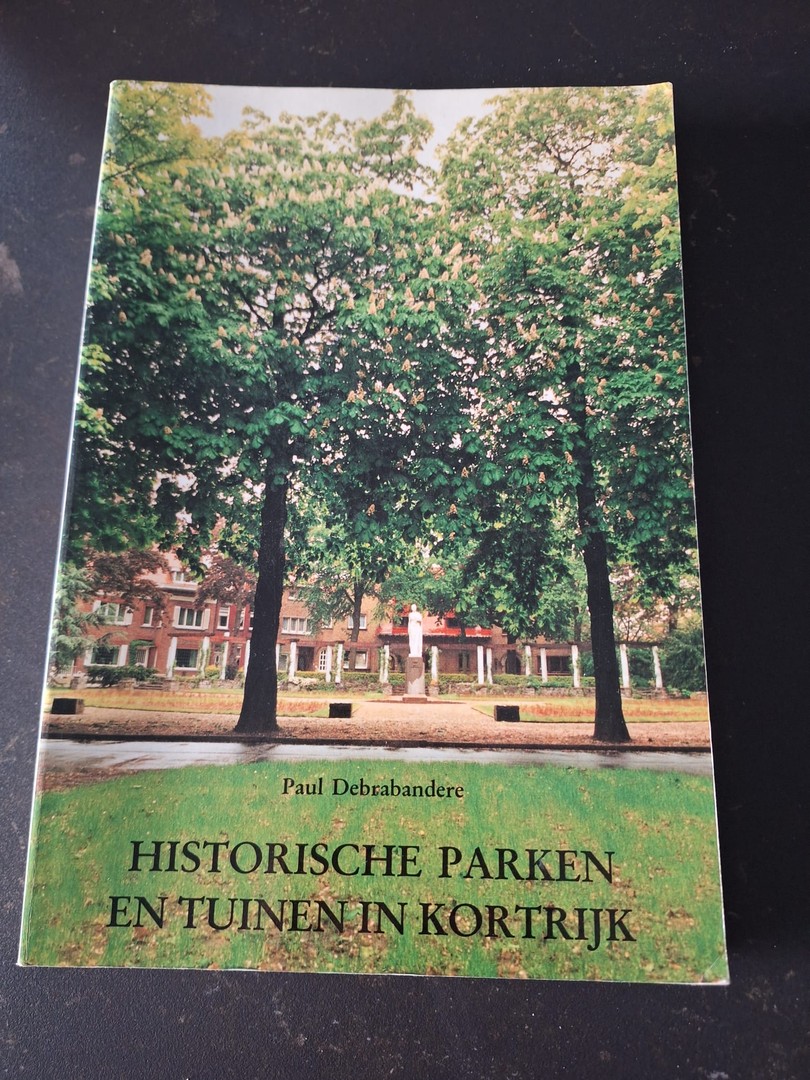 Paul Debrabandere
HISTORISCHE PARKEN
EN TUINEN IN KORTRIJK